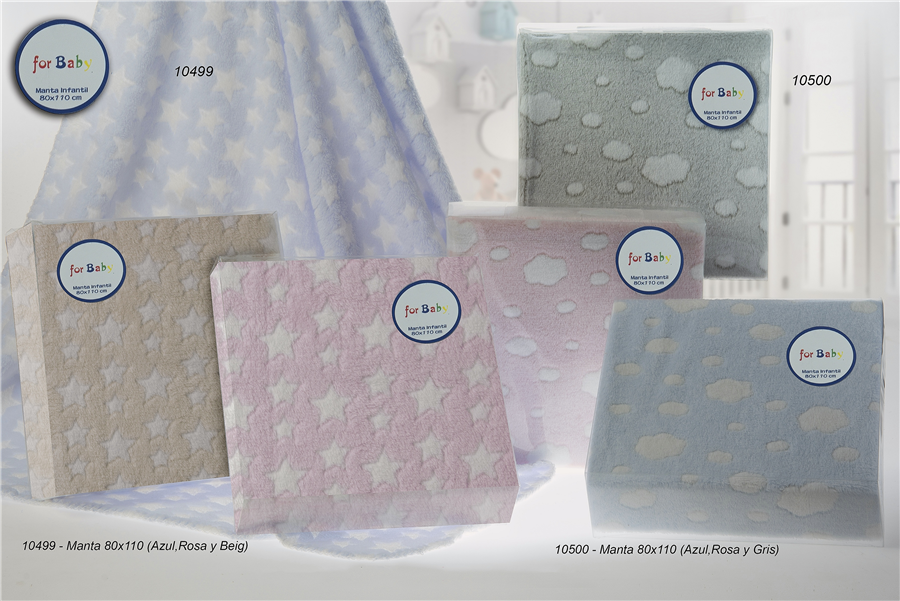 for Baby
Manta Infantil
80x110 cm
10499
for Baby
Manta Infantil
80x110 cm
10500
for Baby
Manta Infantil
80x110 cm
for Baby
Manta Infantil
80x110 cm
for Baby
Manta Infantil
80x110 cm
for Baby
Manta Infantil
80x110 cm
10499 - Manta 80x110 (Azul,Rosa y Beig)
10500 - Manta 80x110 (Azul,Rosa y Gris)